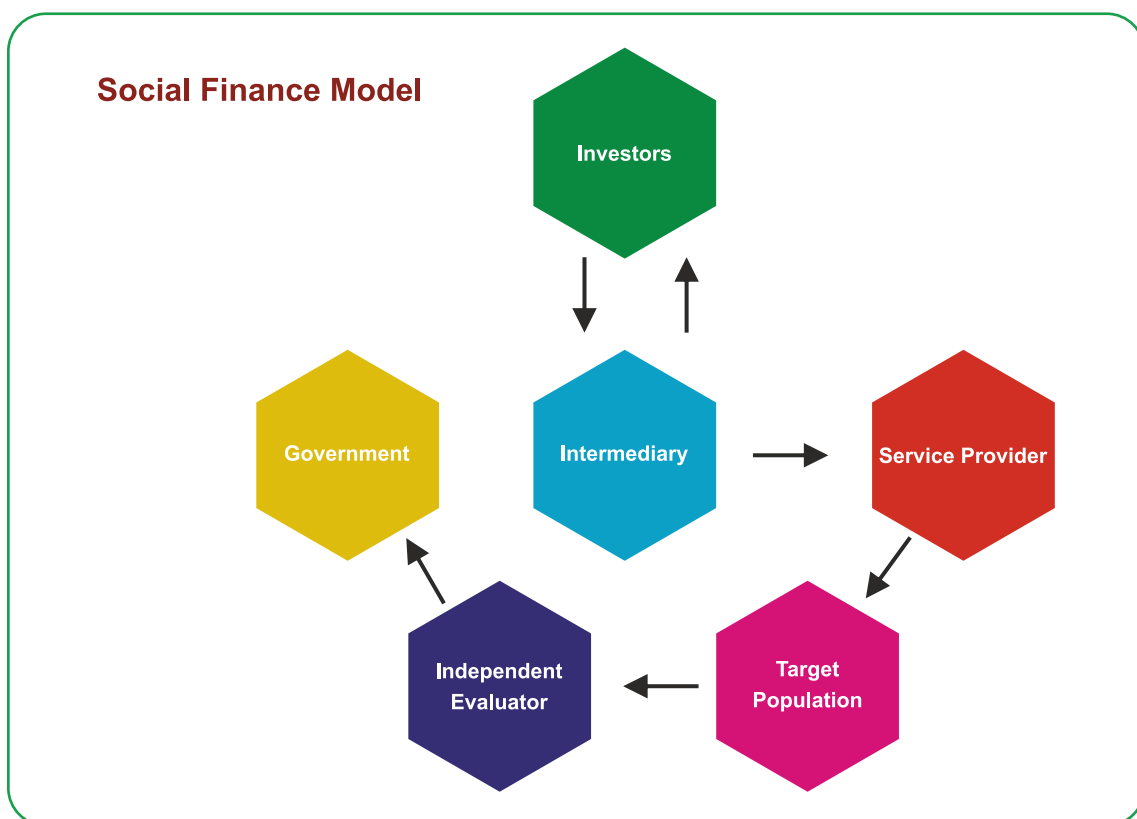 Social Finance Model
Investors
Government
Intermediary
Service Provider
Independent
Evaluator
Target
Population